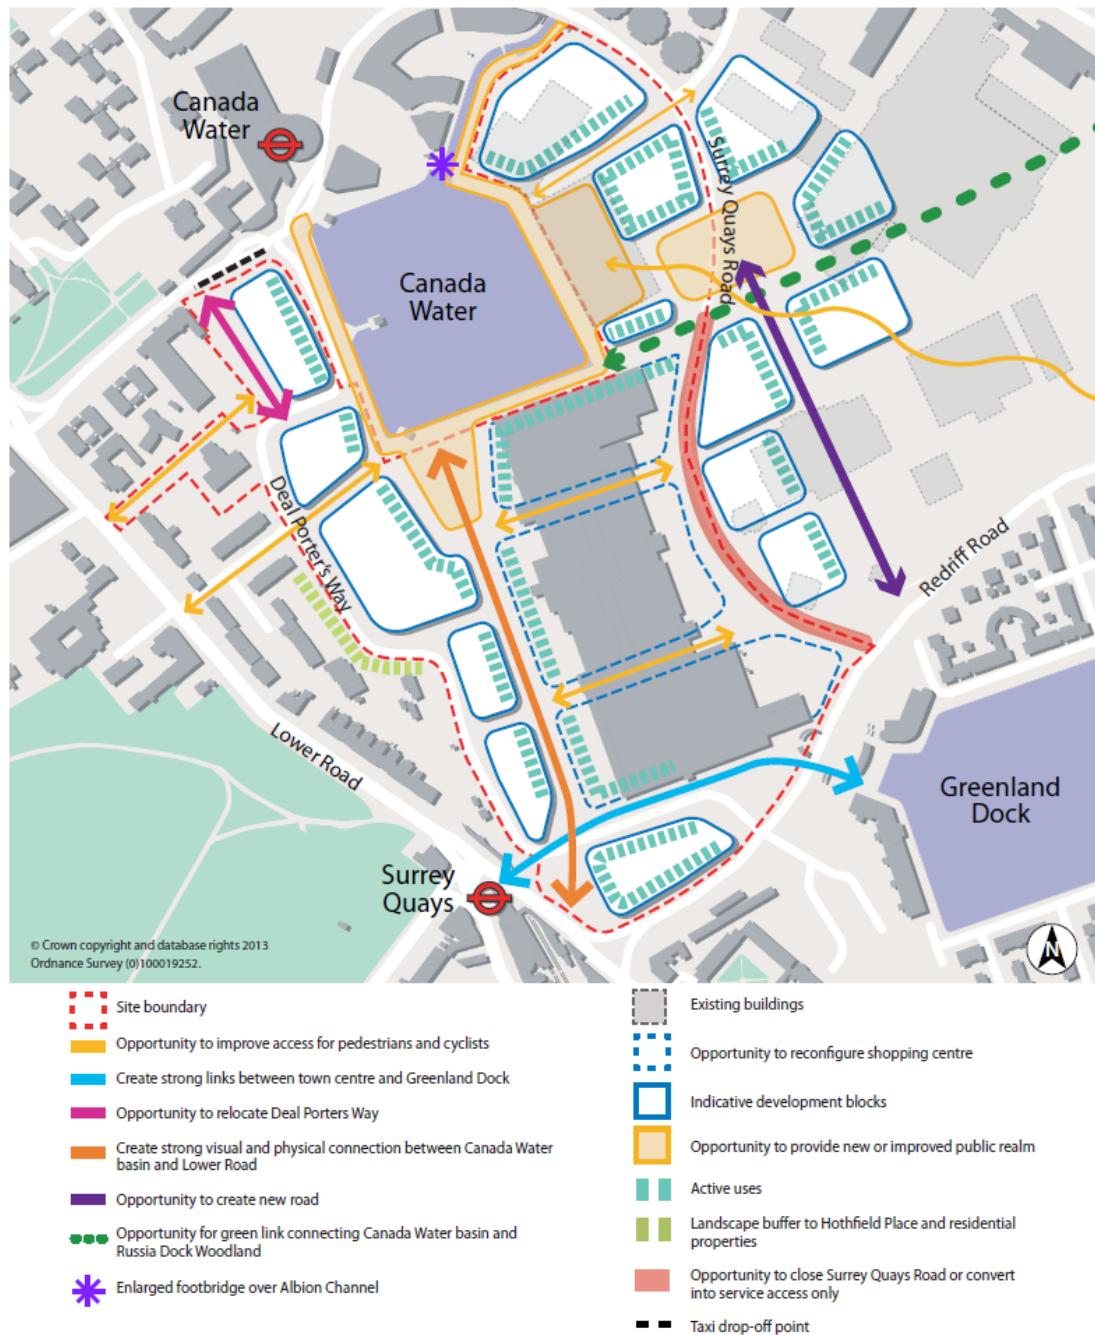 Canada
Water
Surrey Quays Road
Canada
Water
Deal Porter's Way
Redriff Road
Lower Road
Greenland
Dock
Surrey
Quays
© Crown copyright and database rights 2013
Ordnance Survey (0)100019252.
N
Site boundary
Opportunity to improve access for pedestrians and cyclists
Create strong links between town centre and Greenland Dock
Opportunity to relocate Deal Porters Way
Create strong visual and physical connection between Canada Water
basin and Lower Road
Opportunity to create new road
Opportunity for green link connecting Canada Water basin and
Russia Dock Woodland
Enlarged footbridge over Albion Channel
Existing buildings
Opportunity to reconfigure shopping centre
Indicative development blocks
Opportunity to provide new or improved public realm
Active uses
Landscape buffer to Hothfield Place and residential
properties
Opportunity to close Surrey Quays Road or convert
into service access only
Taxi drop-off point